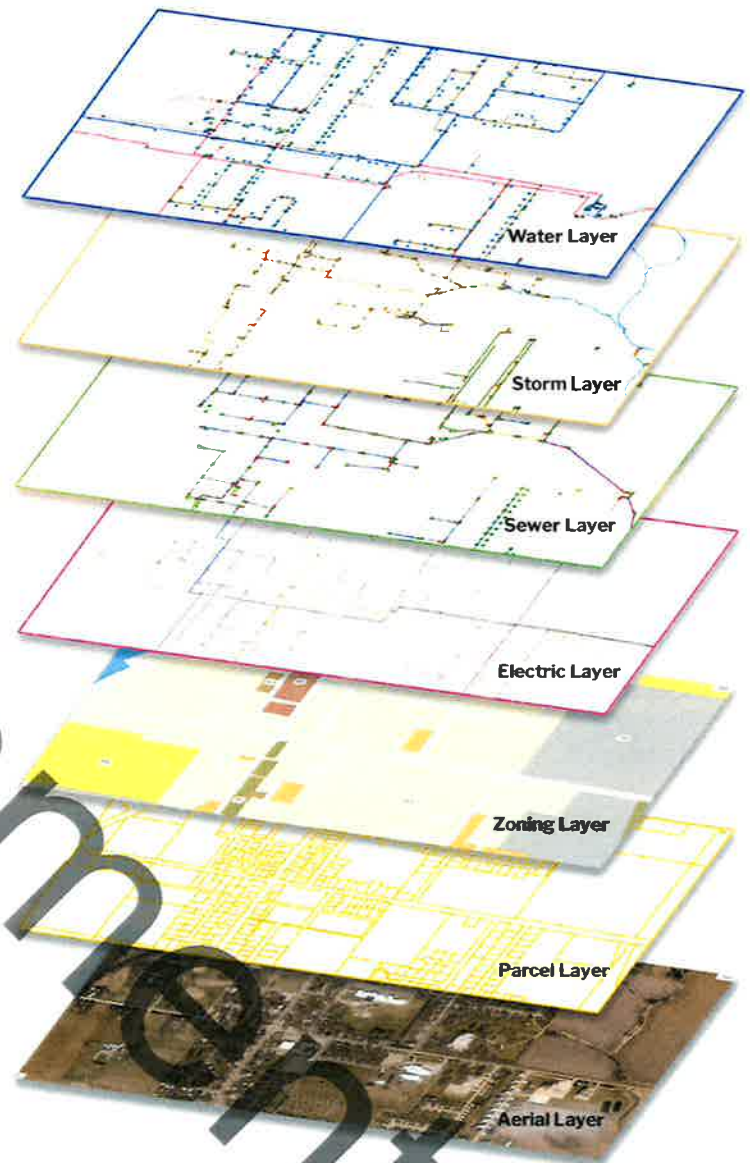 Water Layer
Storm Layer
Sewer Layer
Electric Layer
Zoning Layer
Parcel Layer
Aerial Layer